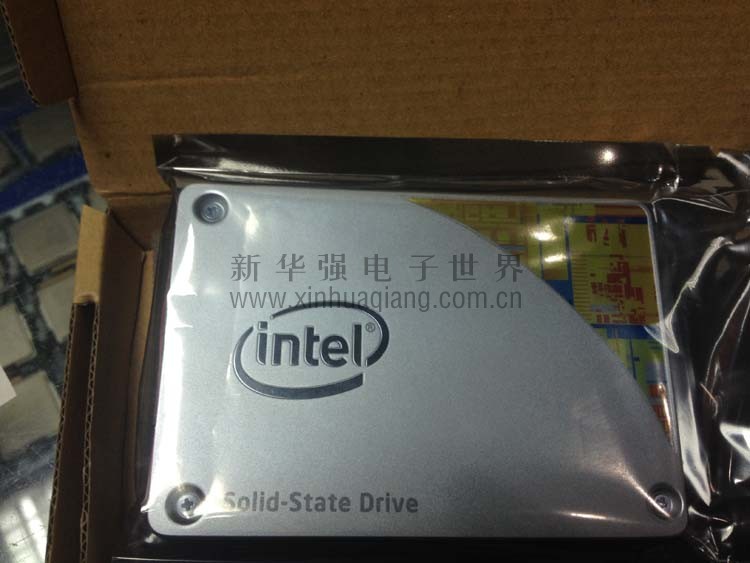 新华强电子世界
www.xinhuaqiang.com.cn
intel®
Solid-State Drive